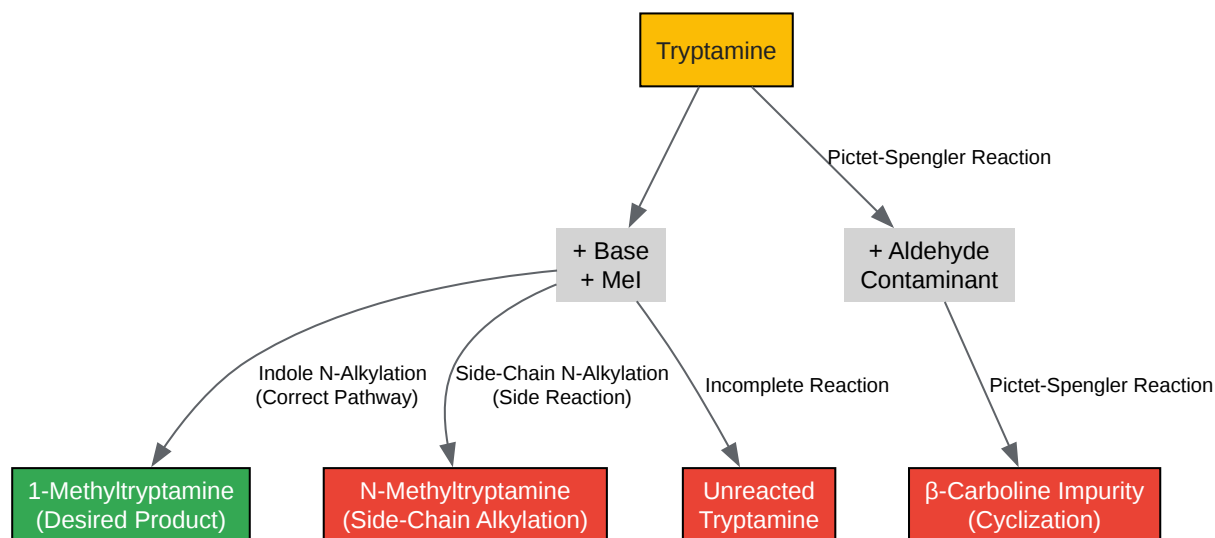 Tryptamine
Pictet-Spengler Reaction
+ Base
+ MeI
+ Aldehyde
Contaminant
Indole N-Alkylation
(Correct Pathway)
Side-Chain N-Alkylation
(Side Reaction)
Incomplete Reaction
Pictet-Spengler Reaction
1-Methyltryptamine
(Desired Product)
N-Methyltryptamine
(Side-Chain Alkylation)
Unreacted
Tryptamine
β-Carboline Impurity
(Cyclization)